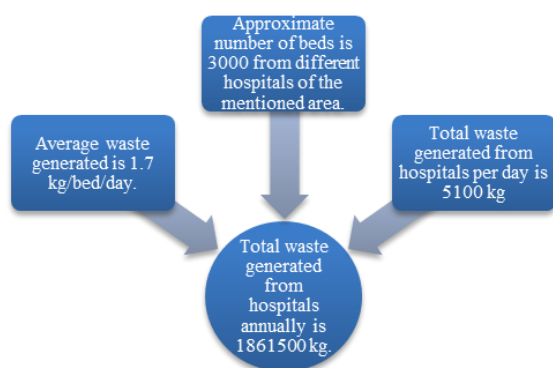 Approximate
number of beds is
3000 from different
hospitals of the
mentioned area.
Average waste
generated is 1.7
kg/bed/day.
Total waste
generated from
hospitals per day is
5100 kg
Total waste
generated
from
hospitals
annually is
1861500 kg.